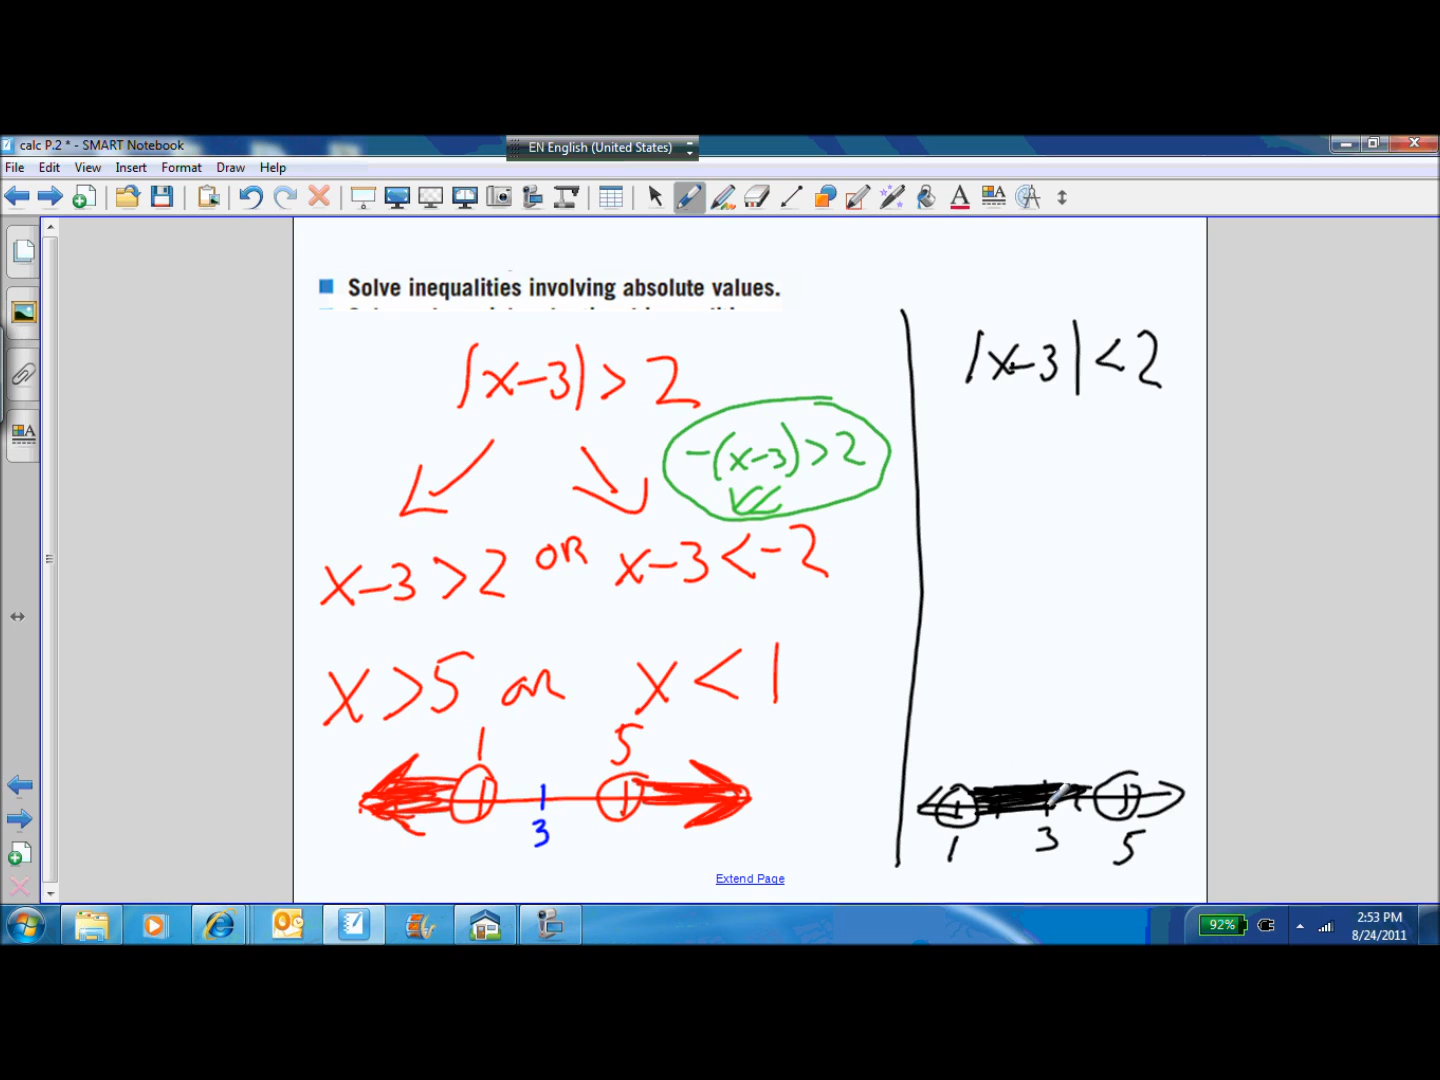 calc P.2 * - SMART Notebook
EN English (United States)
File Edit View Insert Format Draw Help
Solve inequalities involving absolute values.
|x-3| > 2
-(x-3) > 2
x-3 > 2 OR x-3 < -2
x > 5 OR x < 1
1 5
3
|x-3| < 2
1 3 5
Extend Page
92%
2:53 PM
8/24/2011